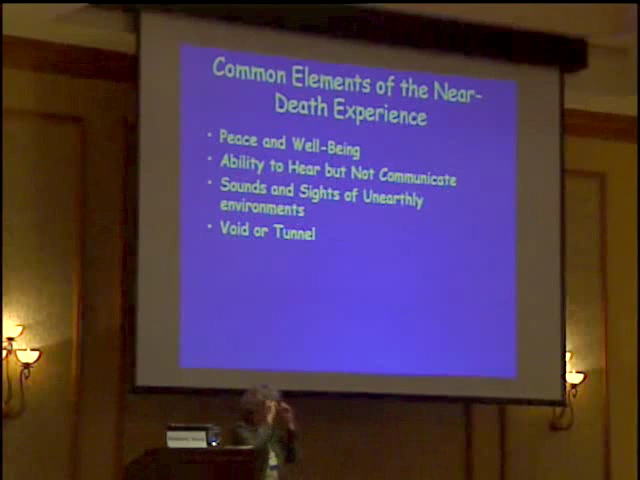 Common Elements of the Near-
Death Experience
• Peace and Well-Being
• Ability to Hear but Not Communicate
• Sounds and Sights of Unearthly
environments
• Void or Tunnel